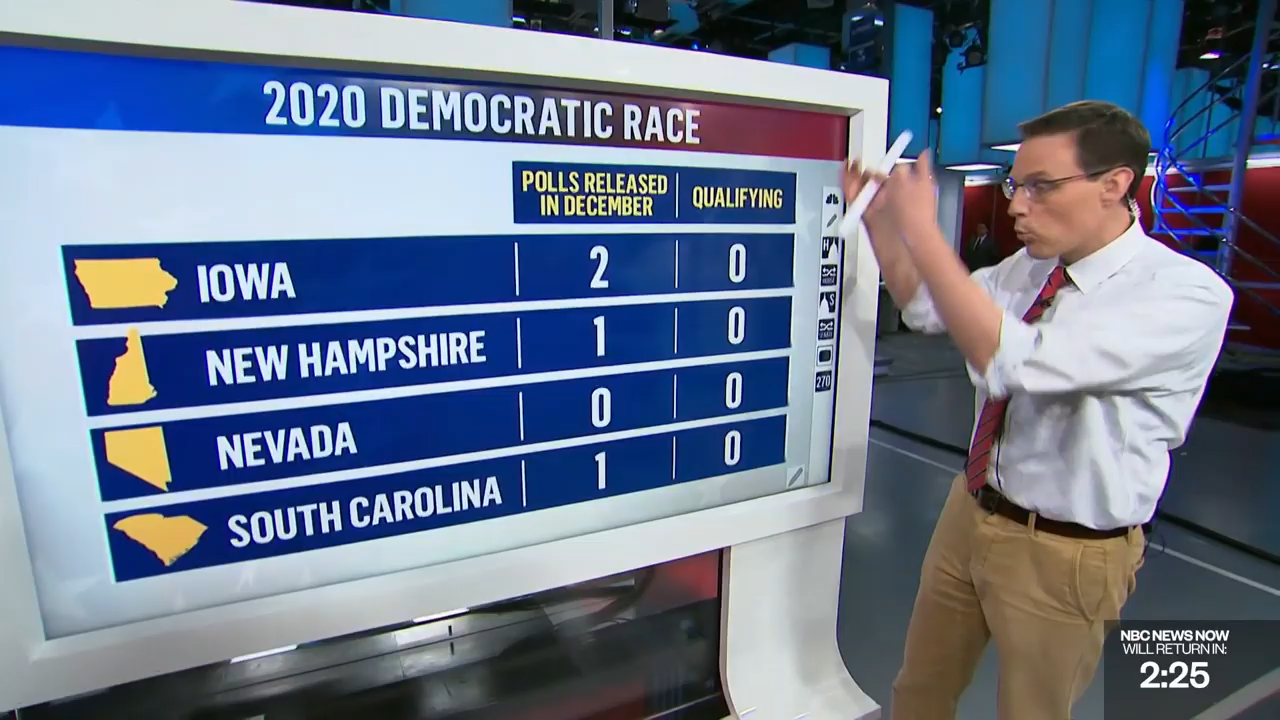 2020 DEMOCRATIC RACE
POLLS RELEASED
IN DECEMBER
QUALIFYING
IOWA 2 0
NEW HAMPSHIRE 1 0
NEVADA 0 0
SOUTH CAROLINA 1 0
H
S
270
NBC NEWS NOW
WILL RETURN IN:
2:25